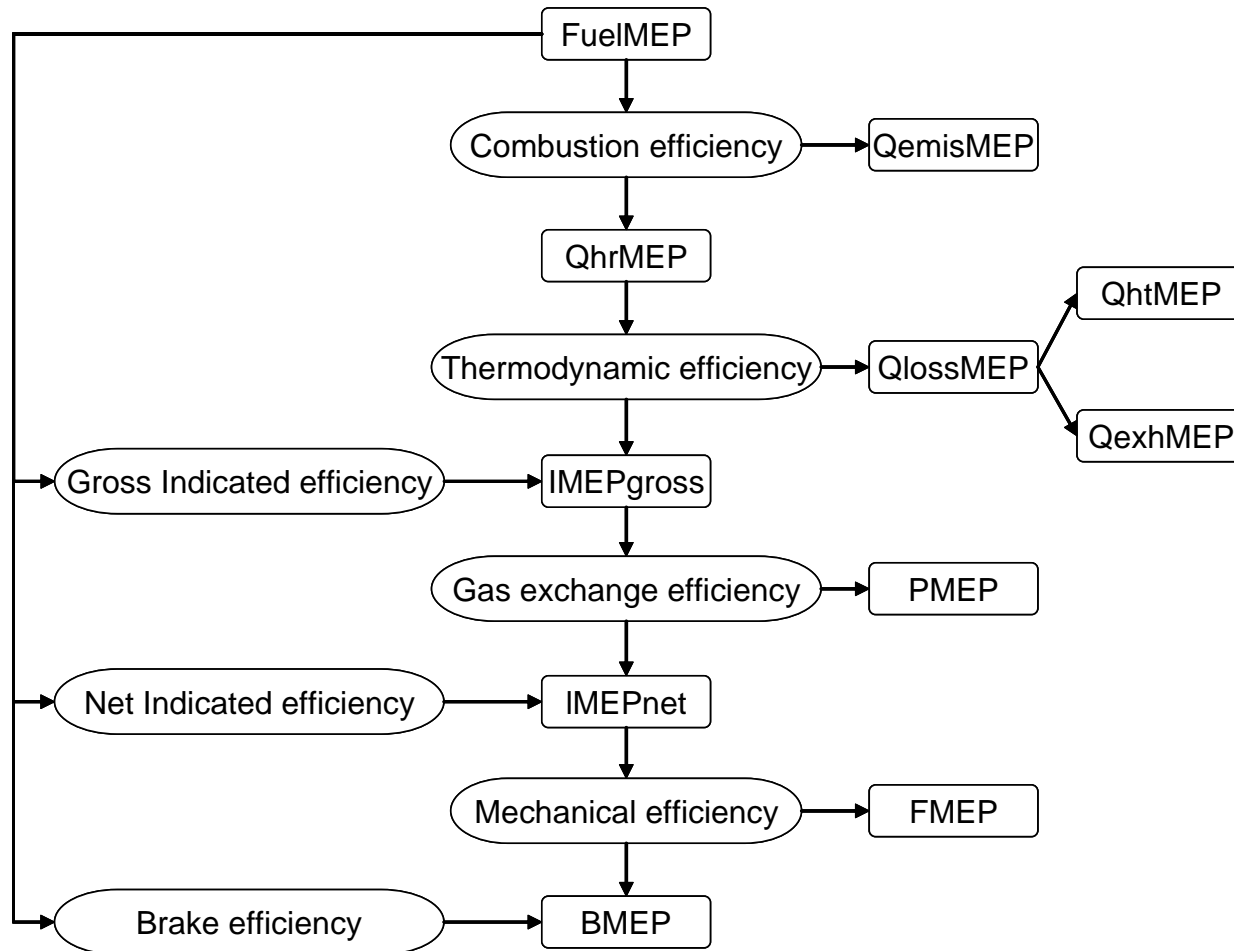 FuelMEP
Combustion efficiency
QemisMEP
QhrMEP
QhtMEP
Thermodynamic efficiency
QlossMEP
QexhMEP
Gross Indicated efficiency
IMEPgross
Gas exchange efficiency
PMEP
Net Indicated efficiency
IMEPnet
Mechanical efficiency
FMEP
Brake efficiency
BMEP